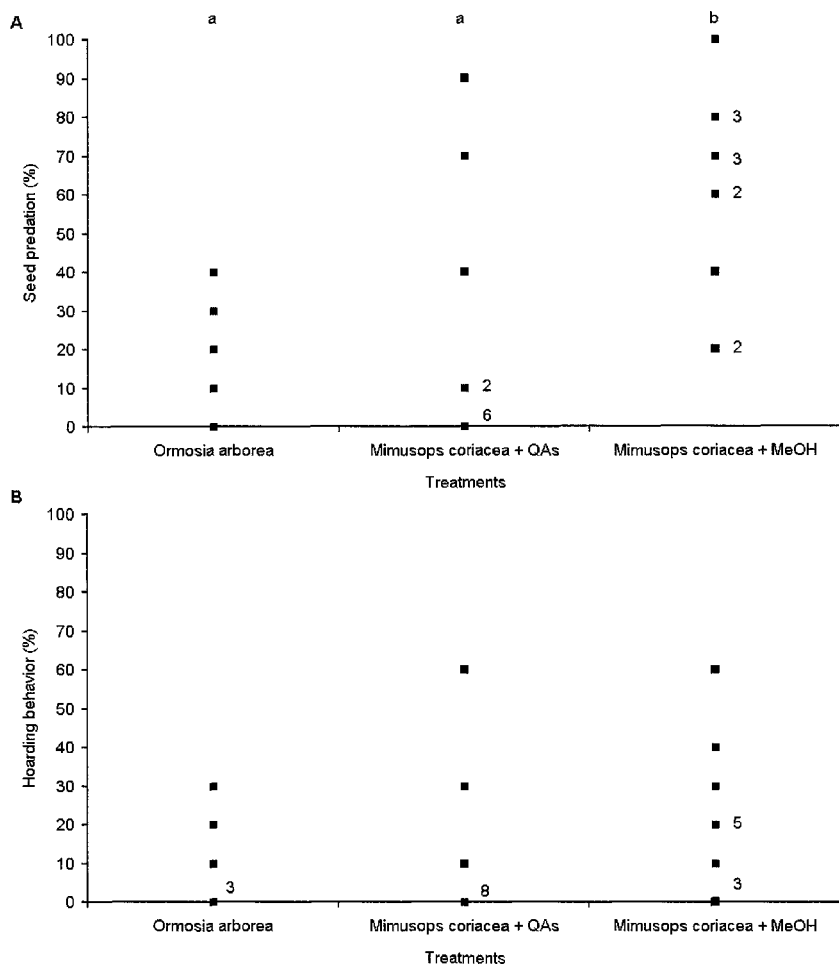 A
a a b
100
90
80 3
70 3
60 2
50
40
30
20 2
10 2
0 6
Seed predation (%)
Ormosia arborea Mimusops coriacea + QAs Mimusops coriacea + MeOH
Treatments
B
100
90
80
70
60
50
40
30
20 5
10
0 3 8 3
Hoarding behavior (%)
Ormosia arborea Mimusops coriacea + QAs Mimusops coriacea + MeOH
Treatments